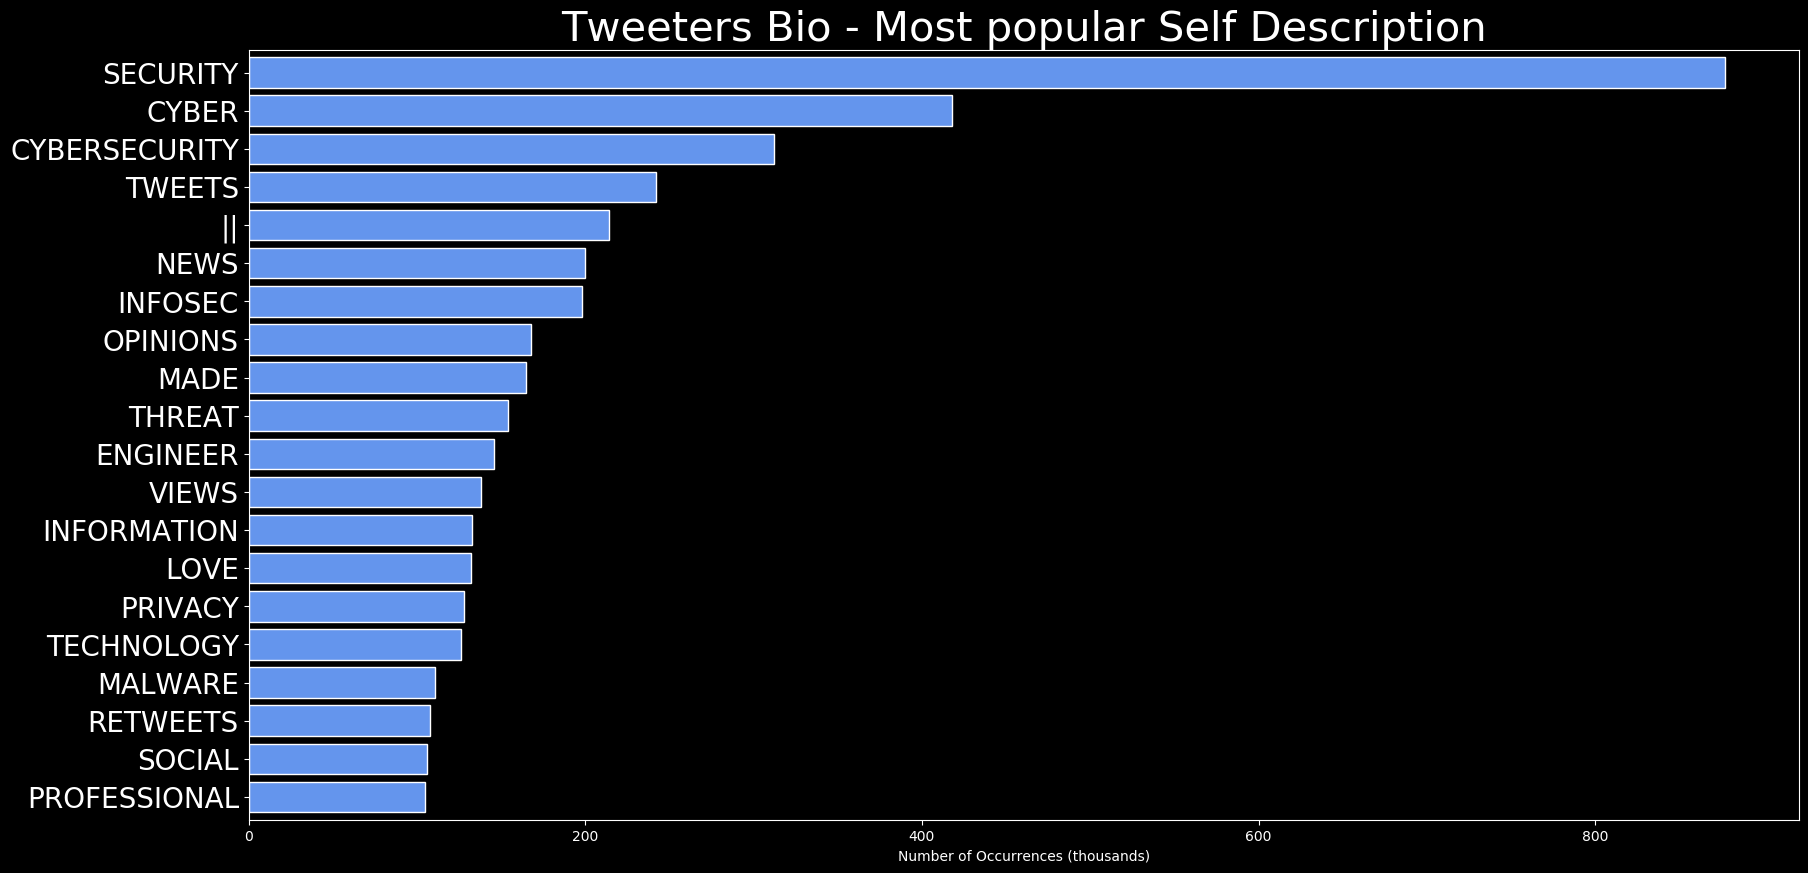 Tweeters Bio - Most popular Self Description
SECURITY
CYBER
CYBERSECURITY
TWEETS
||
NEWS
INFOSEC
OPINIONS
MADE
THREAT
ENGINEER
VIEWS
INFORMATION
LOVE
PRIVACY
TECHNOLOGY
MALWARE
RETWEETS
SOCIAL
PROFESSIONAL
0 200 400 600 800
Number of Occurrences (thousands)